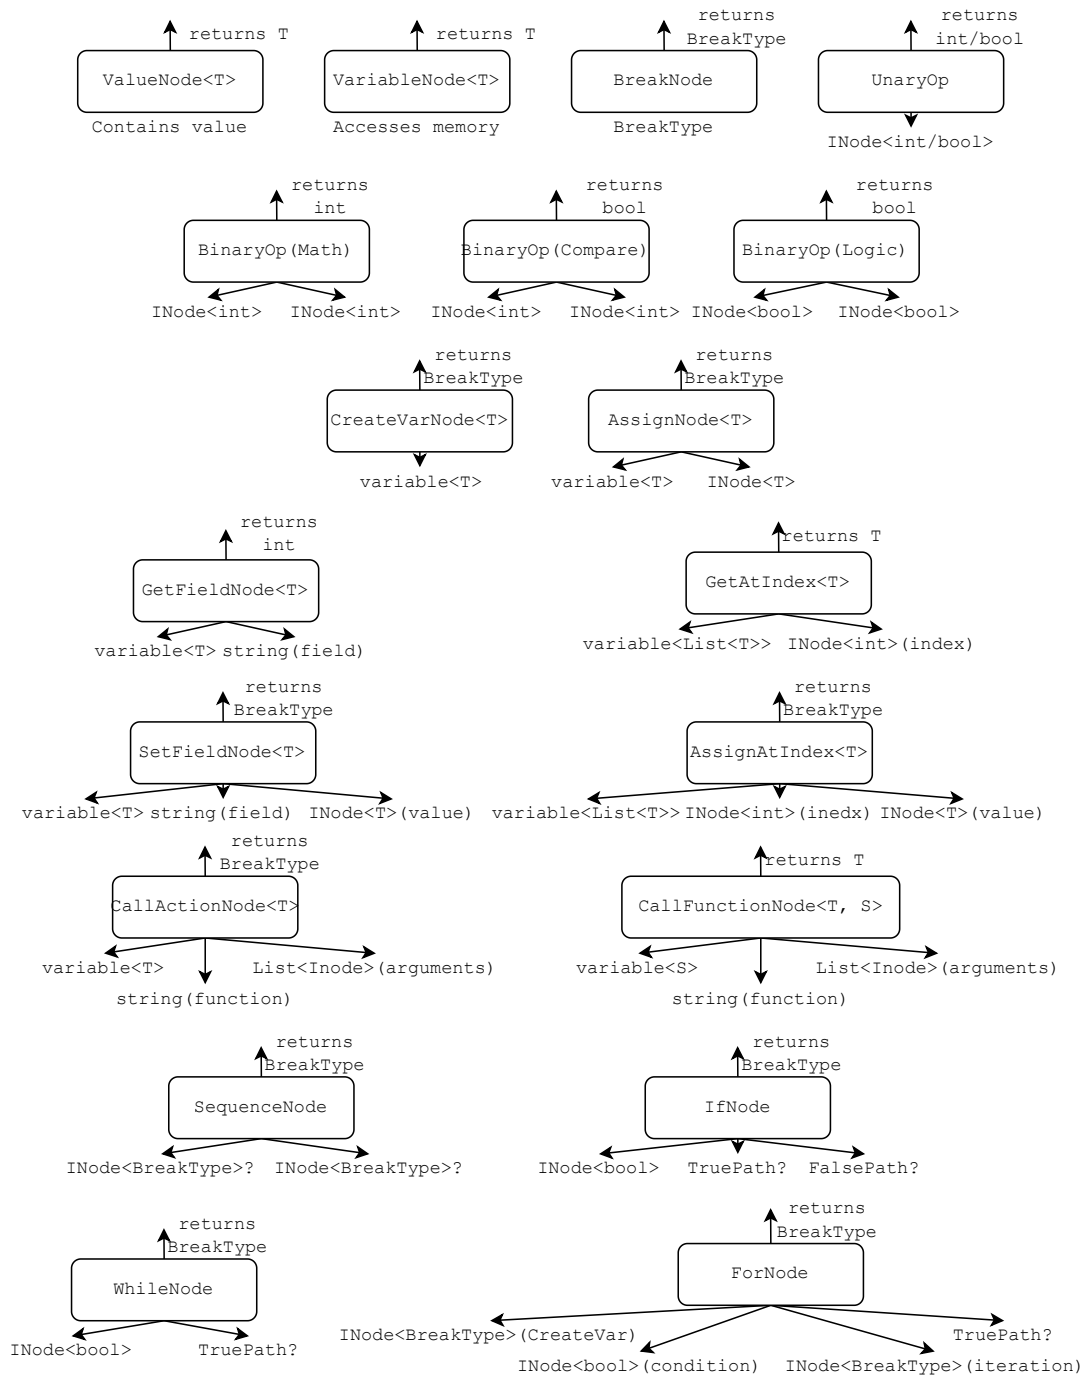 returns T
ValueNode<T>
Contains value
returns T
VariableNode<T>
Accesses memory
returns
BreakType
BreakNode
BreakType
returns
int/bool
UnaryOp
INode<int/bool>
returns
int
BinaryOp(Math)
INode<int> INode<int>
returns
bool
BinaryOp(Compare)
INode<int> INode<int>
returns
bool
BinaryOp(Logic)
INode<bool> INode<bool>
returns
BreakType
CreateVarNode<T>
variable<T>
returns
BreakType
AssignNode<T>
variable<T> INode<T>
returns
int
GetFieldNode<T>
variable<T> string(field)
returns T
GetAtIndex<T>
variable<List<T>> INode<int>(index)
returns
BreakType
SetFieldNode<T>
variable<T> string(field) INode<T>(value)
returns
BreakType
AssignAtIndex<T>
variable<List<T>> INode<int>(inedx) INode<T>(value)
returns
BreakType
CallActionNode<T>
variable<T> List<Inode>(arguments)
string(function)
returns T
CallFunctionNode<T, S>
variable<S> List<Inode>(arguments)
string(function)
returns
BreakType
SequenceNode
INode<BreakType>? INode<BreakType>?
returns
BreakType
IfNode
INode<bool> TruePath? FalsePath?
returns
BreakType
WhileNode
INode<bool> TruePath?
returns
BreakType
ForNode
INode<BreakType>(CreateVar) TruePath?
INode<bool>(condition) INode<BreakType>(iteration)